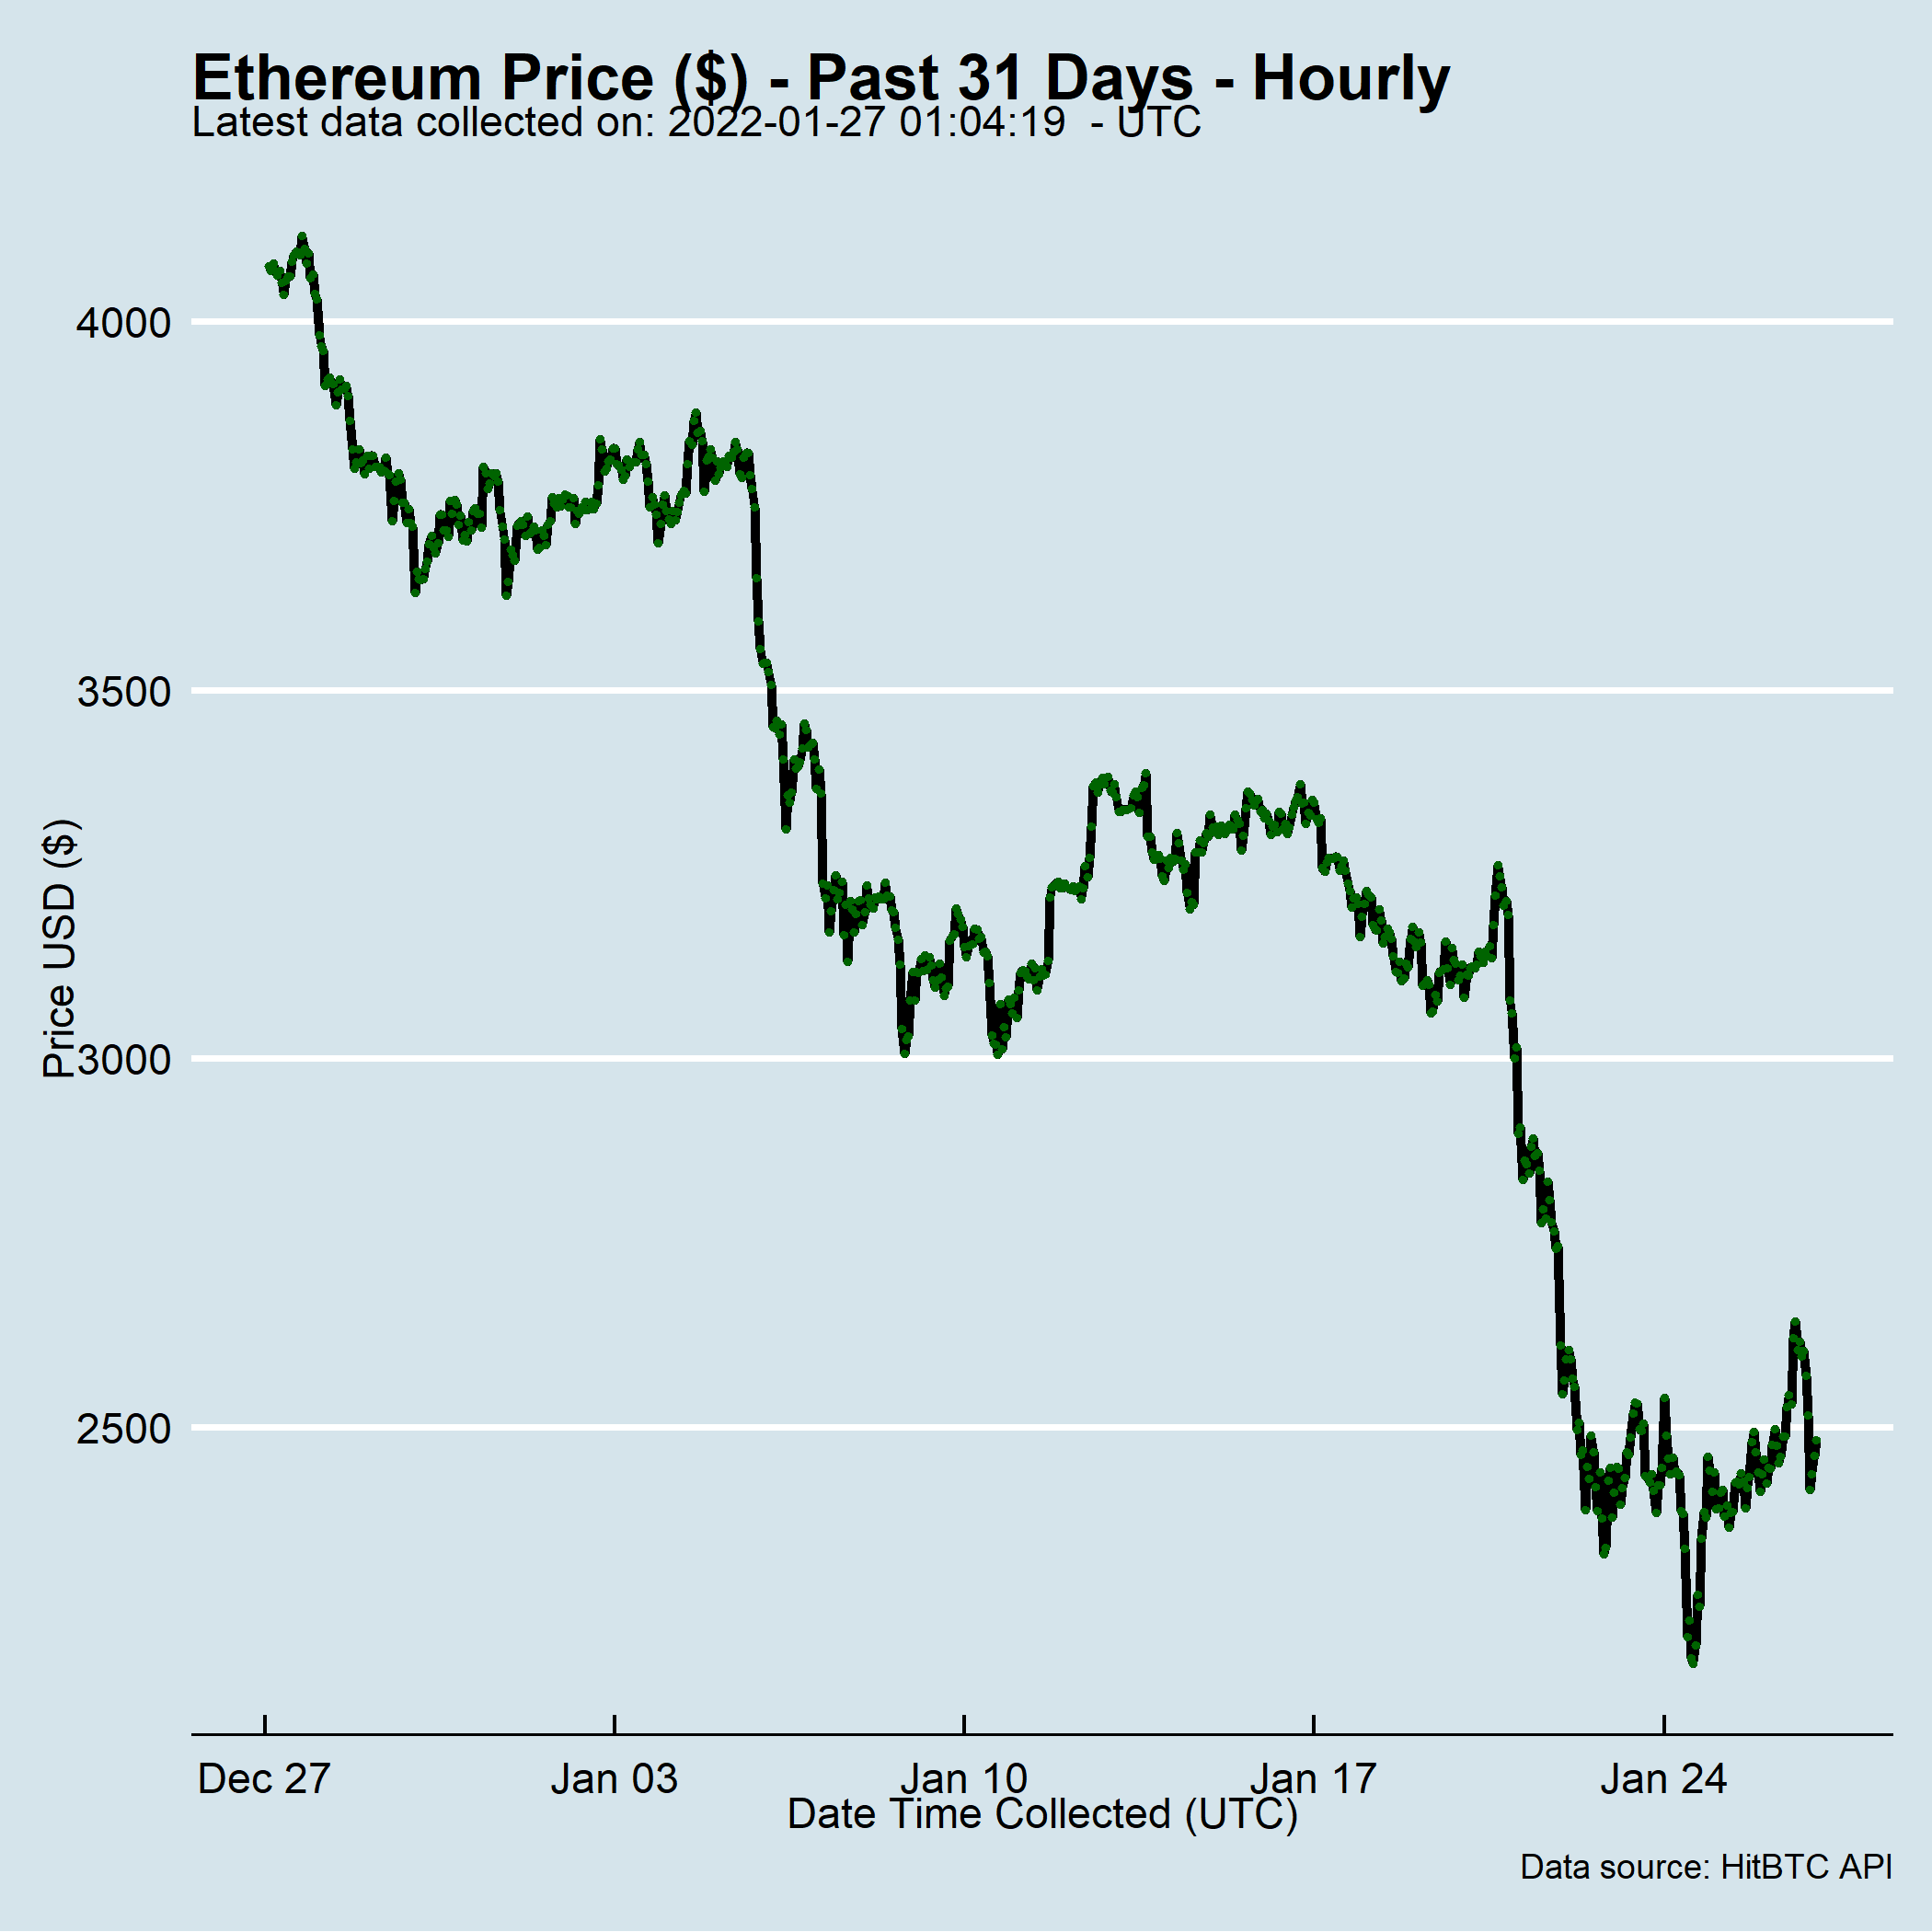 Ethereum Price ($) - Past 31 Days - Hourly
Latest data collected on: 2022-01-27 01:04:19  - UTC
4000
3500
3000
2500
Price USD ($)
Dec 27
Jan 03
Jan 10
Jan 17
Jan 24
Date Time Collected (UTC)
Data source: HitBTC API